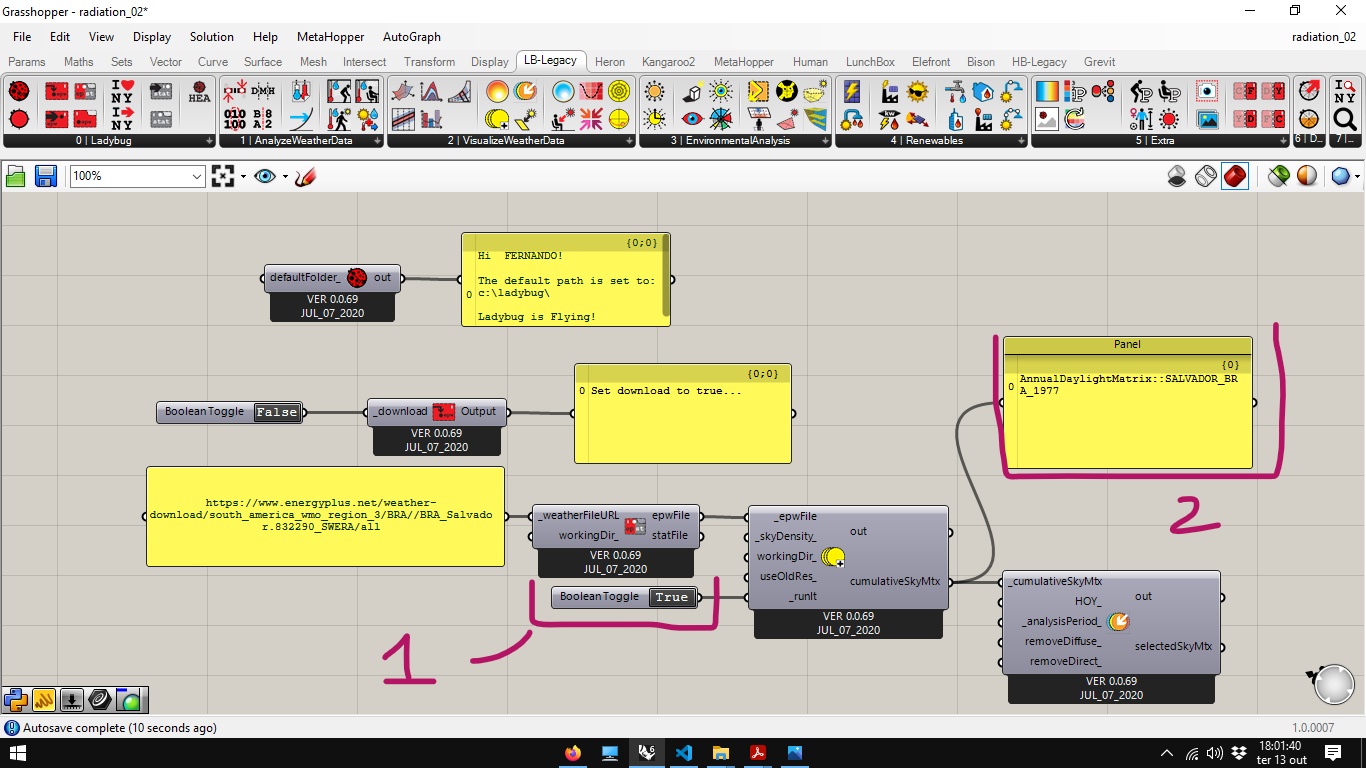 Grasshopper - radiation_02*
File Edit View Display Solution Help MetaHopper AutoGraph radiation_02
Params Maths Sets Vector Curve Surface Mesh Intersect Transform Display LB-Legacy Heron Kangaroo2 MetaHopper Human LunchBox Elefront Bison HB-Legacy Grevit
0 | Ladybug 1 | AnalyzeWeatherData 2 | VisualizeWeatherData 3 | EnvironmentalAnalysis 4 | Renewables 5 | Extra 6 | D... 7 |...
100%
{0;0}
Hi FERNANDO!
The default path is set to:
0 c:\ladybug\
Ladybug is Flying!
defaultFolder_ out
VER 0.0.69
JUL_07_2020
Panel
{0}
0 AnnualDaylightMatrix::SALVADOR_BR
A_1977
{0;0}
0 Set download to true...
Boolean Toggle False
_download Output
VER 0.0.69
JUL_07_2020
https://www.energyplus.net/weather-
download/south_america_wmo_region_3/BRA//BRA_Salvado
r.832290_SWERA/all
_weatherFileURL epwFile
workingDir_ statFile
VER 0.0.69
JUL_07_2020
Boolean Toggle True
_epwFile
_skyDensity_
workingDir_
useOldRes_
_runIt
out
cumulativeSkyMtx
VER 0.0.69
JUL_07_2020
_cumulativeSkyMtx
HOY_
_analysisPeriod_
removeDiffuse_
removeDirect_
out
selectedSkyMtx
VER 0.0.69
JUL_07_2020
1
2
Autosave complete (10 seconds ago) 1.0.0007
18:01:40
ter 13 out